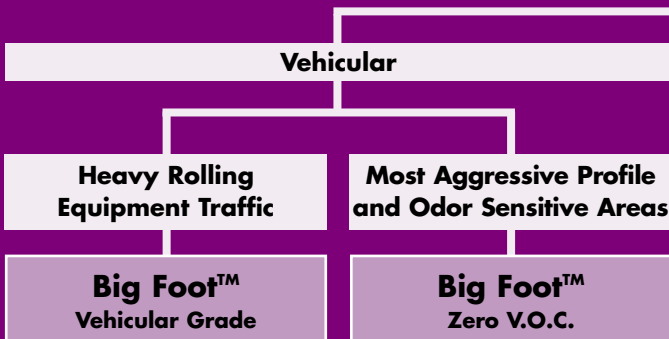 Vehicular
Heavy Rolling
Equipment Traffic
Most Aggressive Profile
and Odor Sensitive Areas
Big Foot™
Vehicular Grade
Big Foot™
Zero V.O.C.